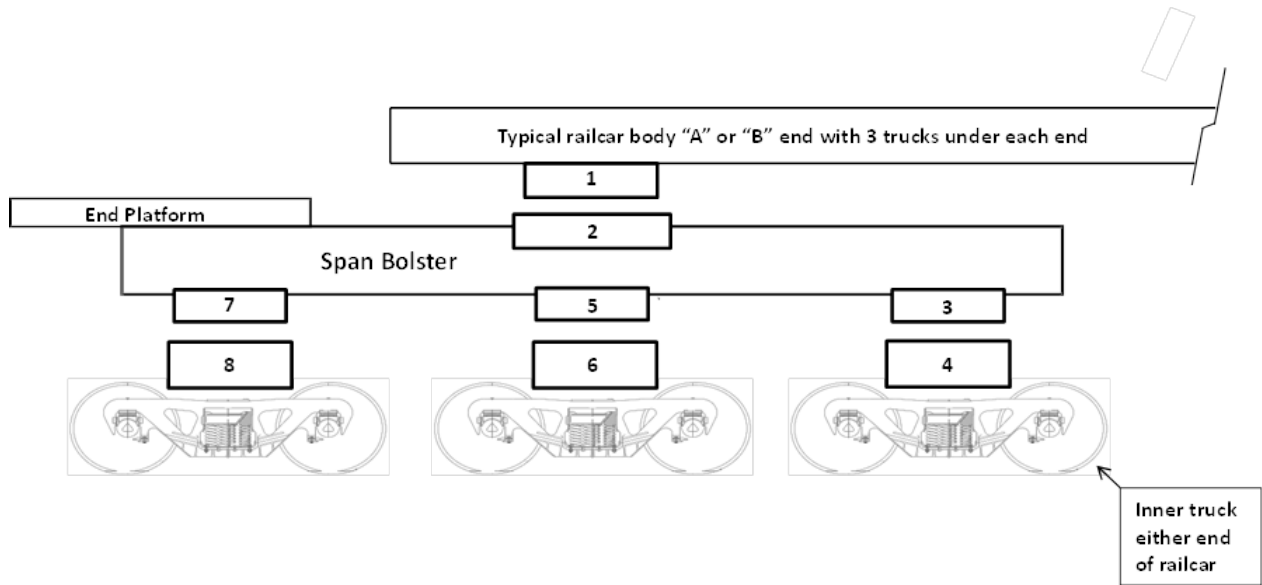 Typical railcar body “A” or “B” end with 3 trucks under each end
1
End Platform
2
Span Bolster
7
5
3
8
6
4
Inner truck
either end
of railcar